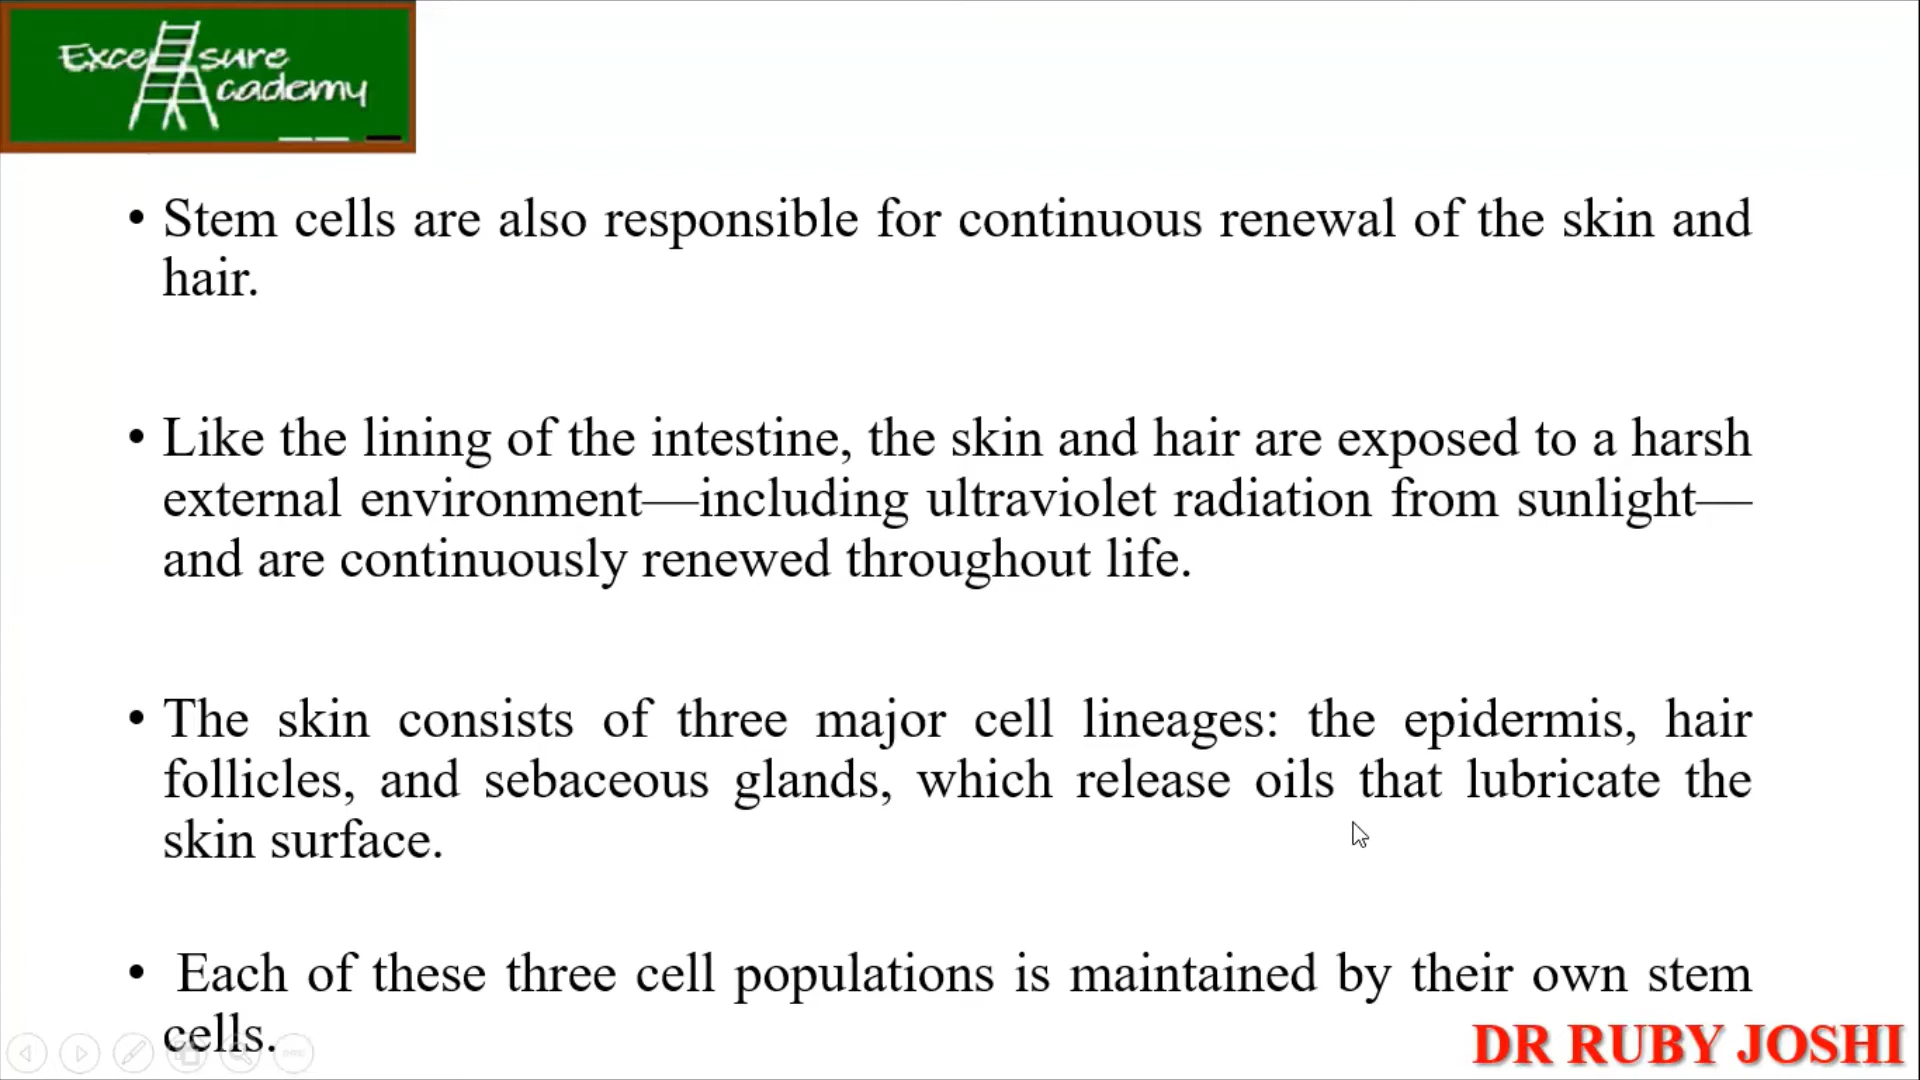 Excellsure
Academy
• Stem cells are also responsible for continuous renewal of the skin and
hair.
• Like the lining of the intestine, the skin and hair are exposed to a harsh
external environment—including ultraviolet radiation from sunlight—
and are continuously renewed throughout life.
• The skin consists of three major cell lineages: the epidermis, hair
follicles, and sebaceous glands, which release oils that lubricate the
skin surface.
• Each of these three cell populations is maintained by their own stem
cells.
DR RUBY JOSHI